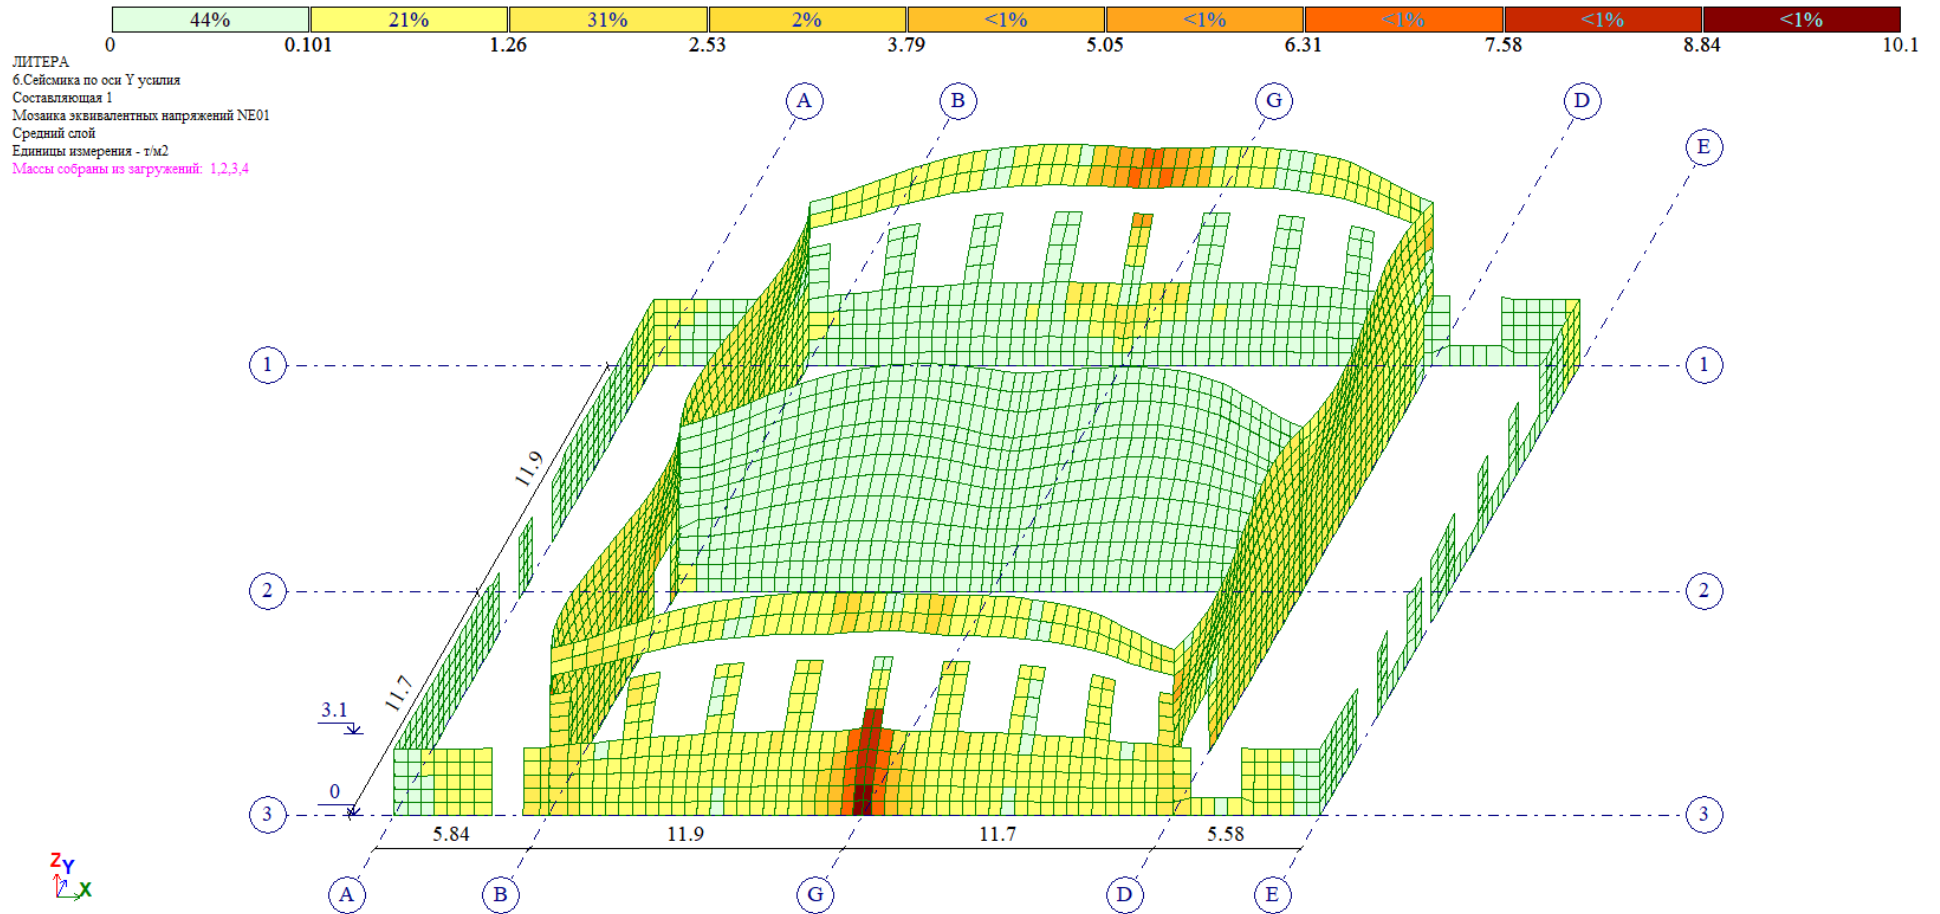 44% 21% 31% 2% <1% <1% <1% <1% <1%
0 0.101 1.26 2.53 3.79 5.05 6.31 7.58 8.84 10.1
ЛИТЕРА
6.Сейсмика по оси Y усилия
Составляющая 1
Мозаика эквивалентных напряжений NE01
Средний слой
Единицы измерения - т/м2
Массы собраны из загружений: 1,2,3,4
A B G D
E
1 1
11.9
2 2
11.7
3.1
0
3 3
5.84 11.9 11.7 5.58
Z Y
X
A B G D E